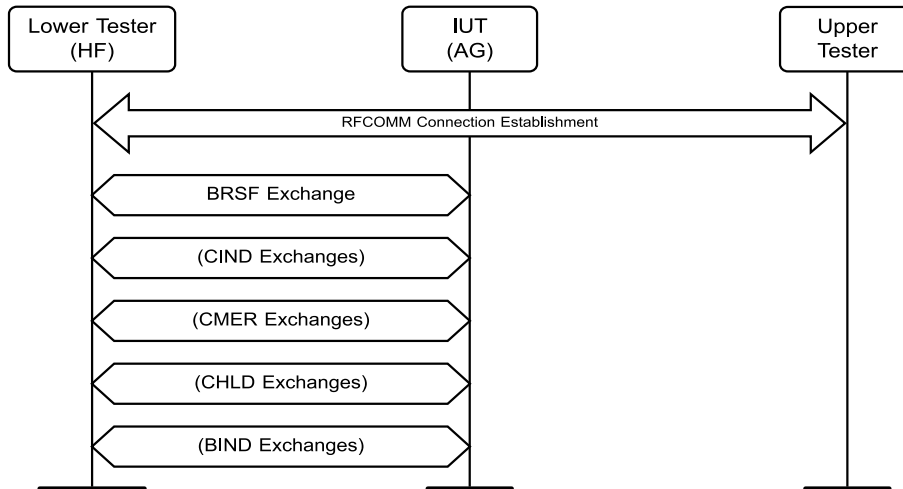 Lower Tester
(HF)
IUT
(AG)
Upper
Tester
RFCOMM Connection Establishment
BRSF Exchange
(CIND Exchanges)
(CMER Exchanges)
(CHLD Exchanges)
(BIND Exchanges)